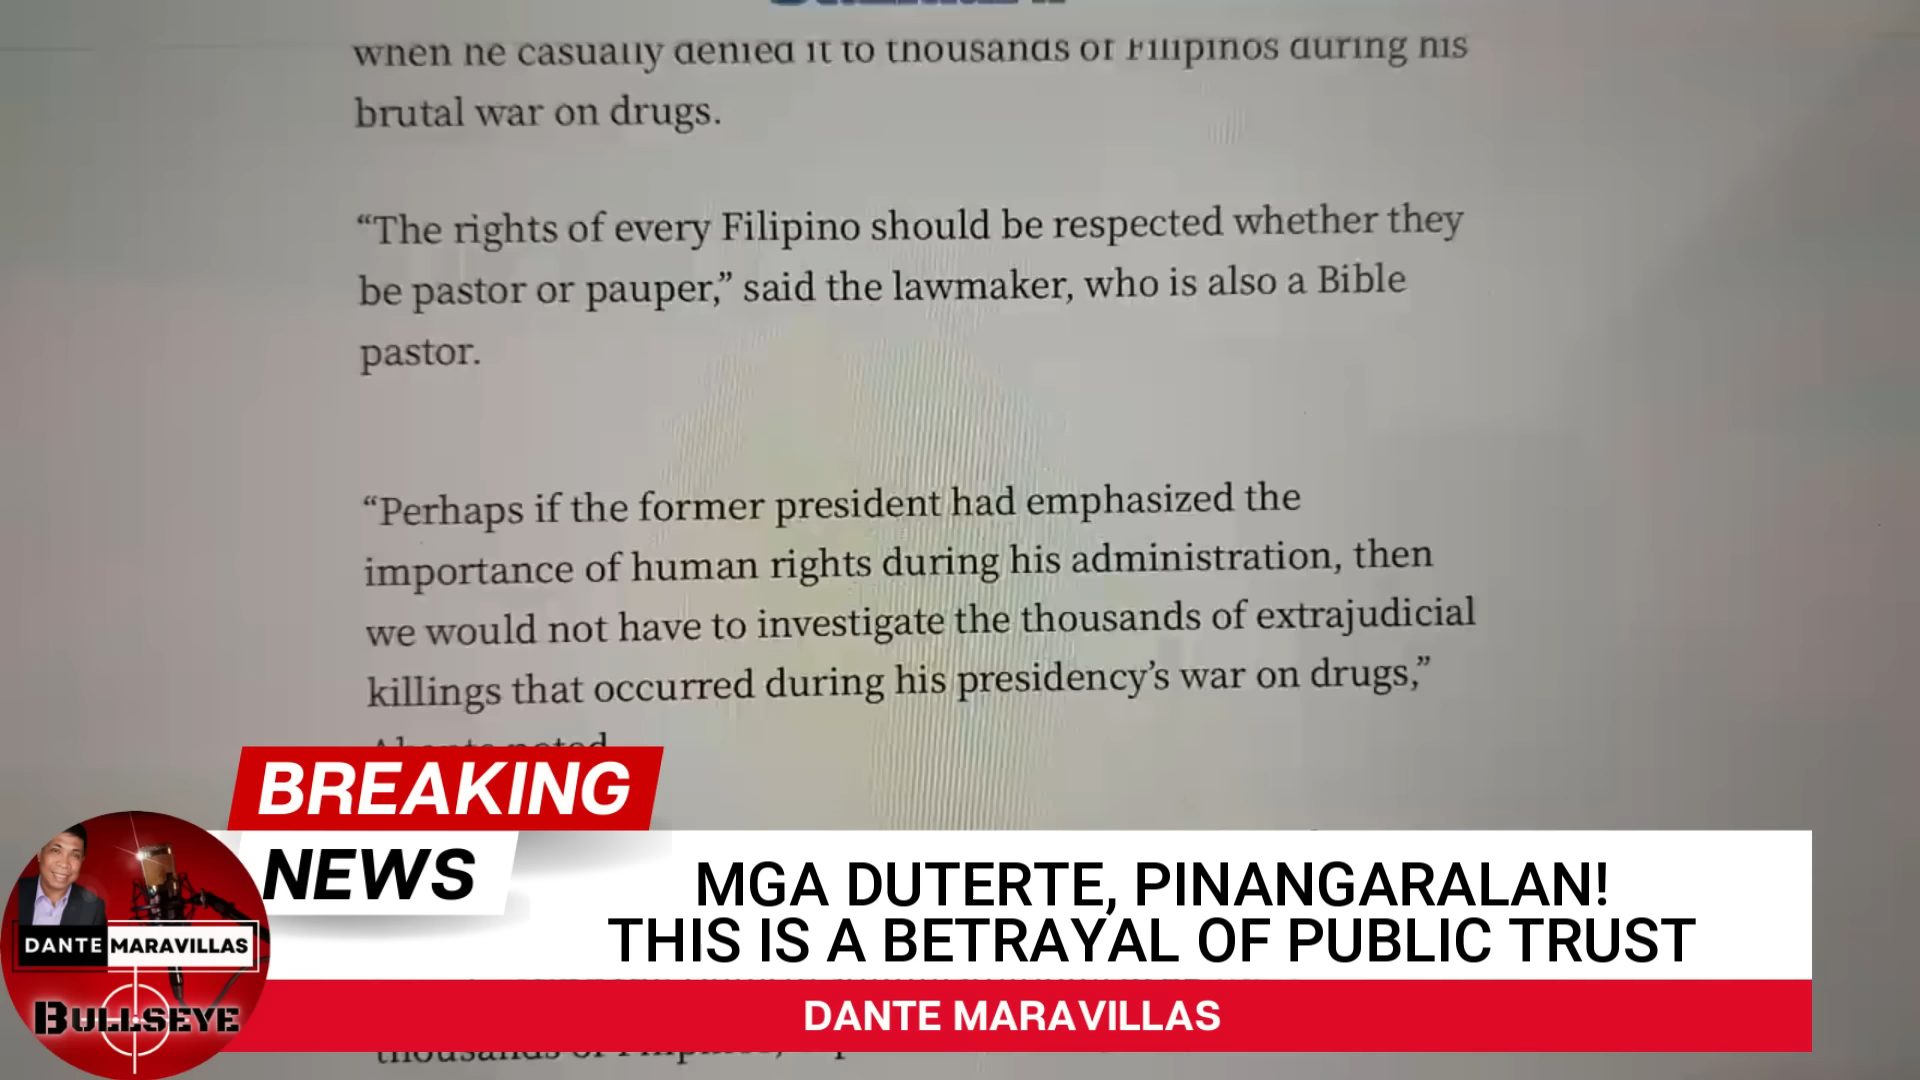 when he casually denied it to thousands of Filipinos during his
brutal war on drugs.
“The rights of every Filipino should be respected whether they
be pastor or pauper,” said the lawmaker, who is also a Bible
pastor.
“Perhaps if the former president had emphasized the
importance of human rights during his administration, then
we would not have to investigate the thousands of extrajudicial
killings that occurred during his presidency’s war on drugs,”
noted
BREAKING
NEWS
MGA DUTERTE, PINANGARALAN!
THIS IS A BETRAYAL OF PUBLIC TRUST
DANTE MARAVILLAS
DANTE MARAVILLAS
BULLSEYE
thousands of